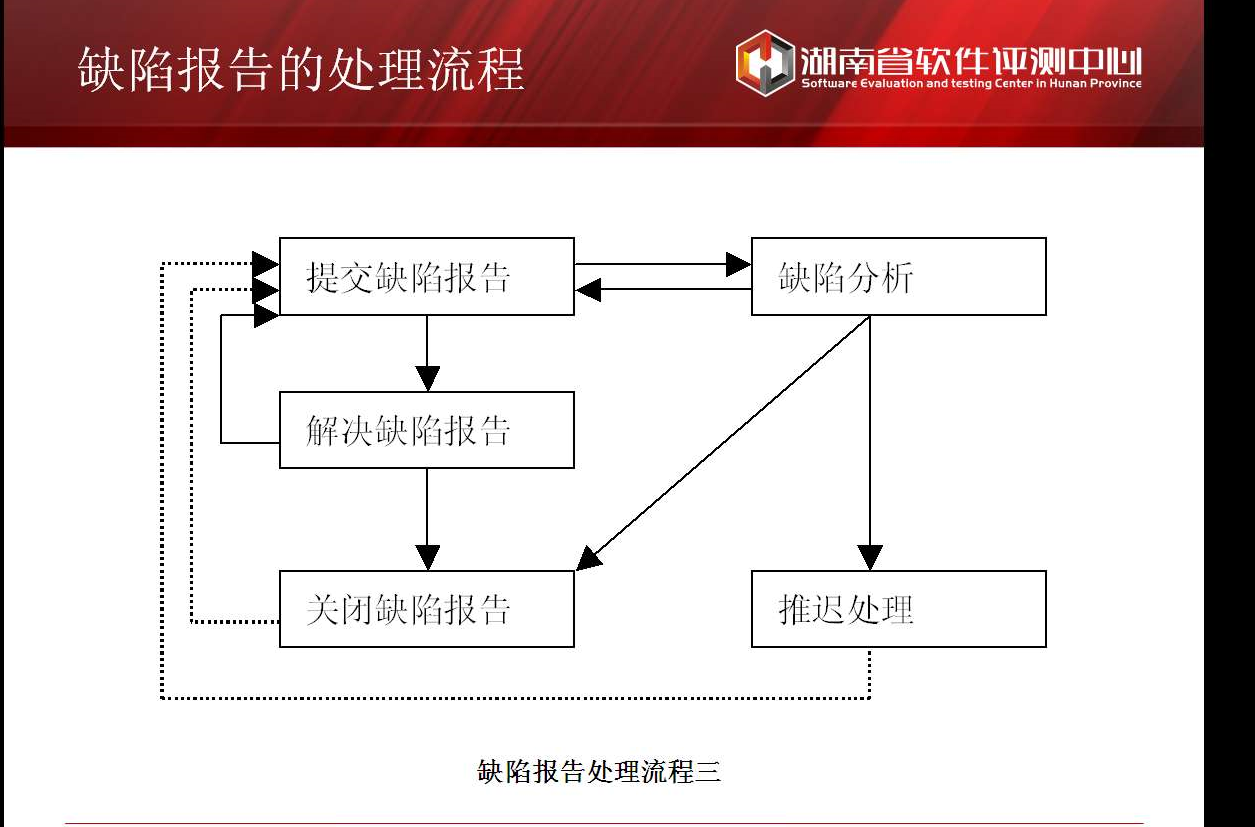 缺陷报告的处理流程
湖南省软件评测中心
Software Evaluation and testing Center in Hunan Province
提交缺陷报告
缺陷分析
解决缺陷报告
关闭缺陷报告
推迟处理
缺陷报告处理流程三